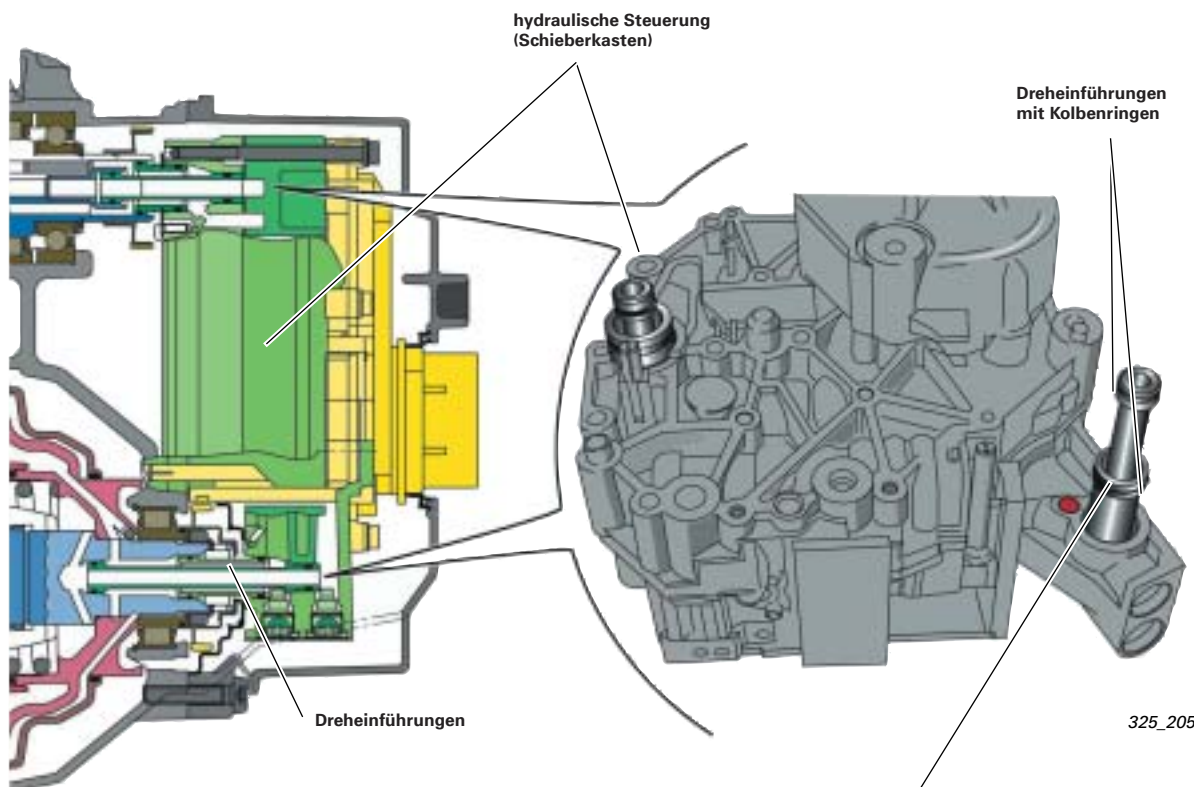 hydraulische Steuerung
(Schieberkasten)
Dreheinführungen
mit Kolbenringen
Dreheinführungen
325_205